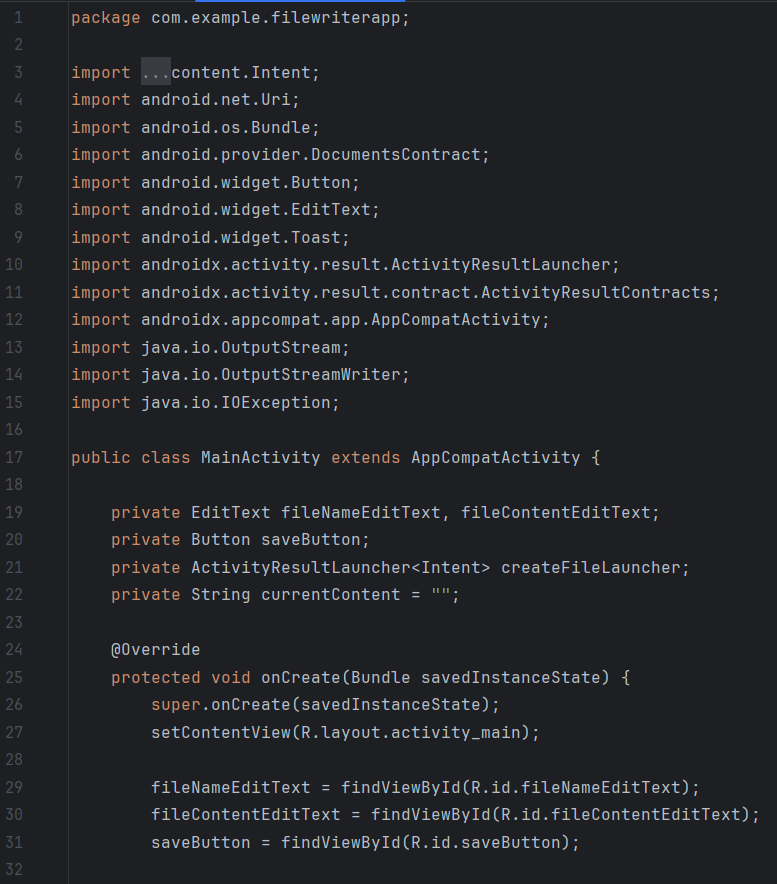 1 package com.example.filewriterapp;
2
3 import ...content.Intent;
4 import android.net.Uri;
5 import android.os.Bundle;
6 import android.provider.DocumentsContract;
7 import android.widget.Button;
8 import android.widget.EditText;
9 import android.widget.Toast;
10 import androidx.activity.result.ActivityResultLauncher;
11 import androidx.activity.result.contract.ActivityResultContracts;
12 import androidx.appcompat.app.AppCompatActivity;
13 import java.io.OutputStream;
14 import java.io.OutputStreamWriter;
15 import java.io.IOException;
16
17 public class MainActivity extends AppCompatActivity {
18
19     private EditText fileNameEditText, fileContentEditText;
20     private Button saveButton;
21     private ActivityResultLauncher<Intent> createFileLauncher;
22     private String currentContent = "";
23
24     @Override
25     protected void onCreate(Bundle savedInstanceState) {
26         super.onCreate(savedInstanceState);
27         setContentView(R.layout.activity_main);
28
29         fileNameEditText = findViewById(R.id.fileNameEditText);
30         fileContentEditText = findViewById(R.id.fileContentEditText);
31         saveButton = findViewById(R.id.saveButton);
32